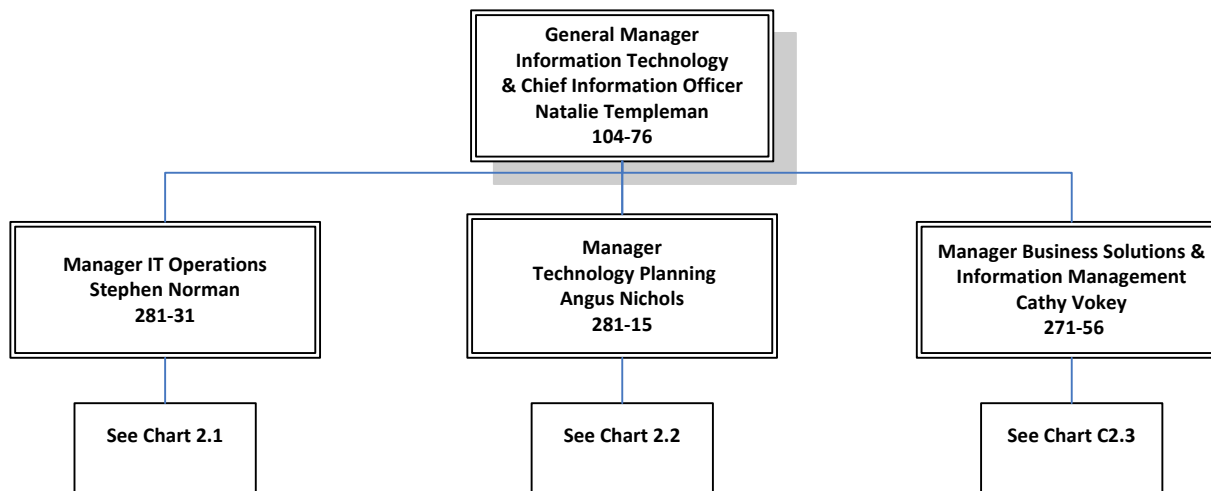 General Manager
Information Technology
& Chief Information Officer
Natalie Templeman
104-76
Manager IT Operations
Stephen Norman
281-31
Manager
Technology Planning
Angus Nichols
281-15
Manager Business Solutions &
Information Management
Cathy Vokey
271-56
See Chart 2.1
See Chart 2.2
See Chart C2.3